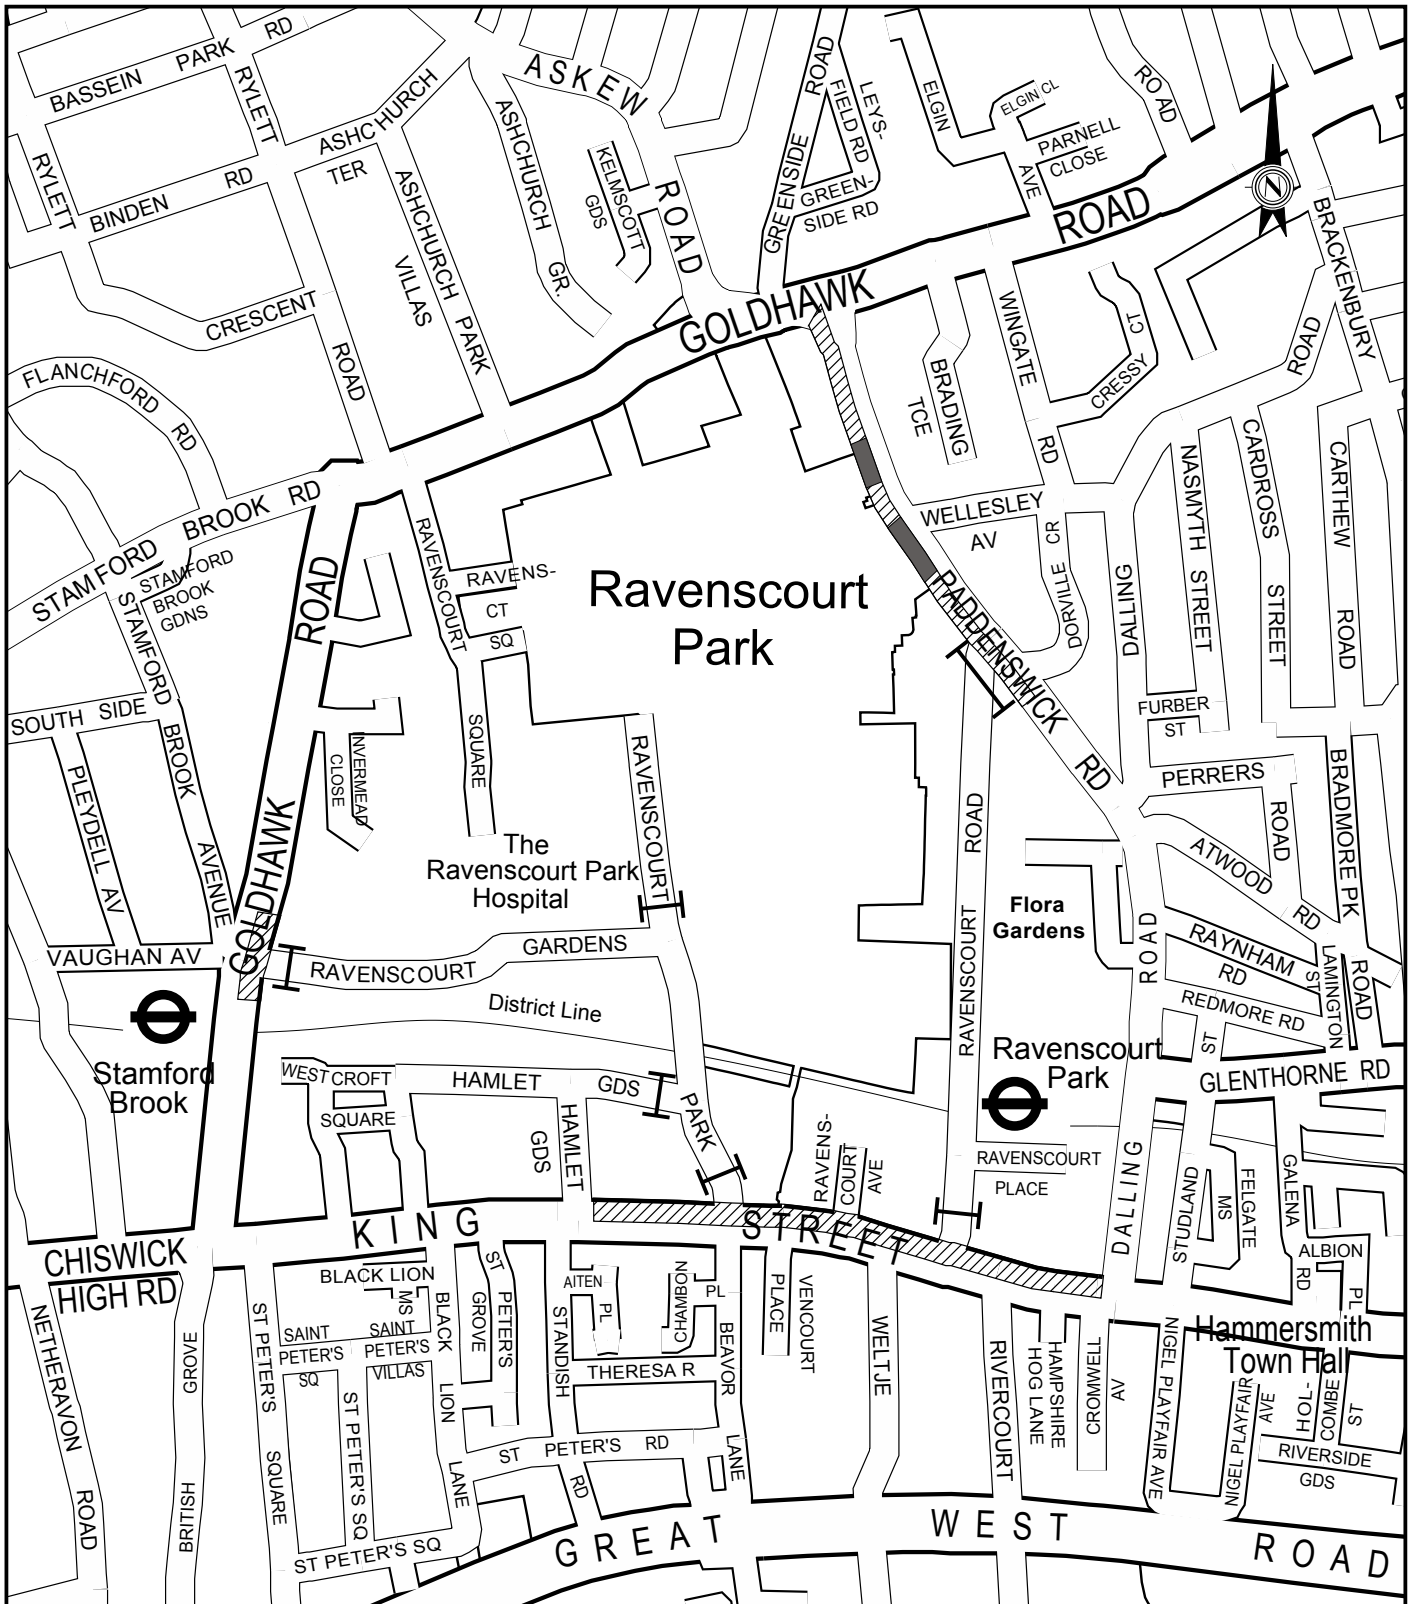 BASSEIN PARK RD
RYLETT
ASHCHURCH
TER
RYLETT
BINDEN RD
CRESCENT
ROAD
ASHCHURCH PARK
VILLAS
ASHCHURCH
GR.
ASKEW
ROAD
KELMSCOTT
GDS
GREENSIDE ROAD
LEYS-
FIELD RD
GREEN-
SIDE RD
ELGIN
AVE
ELGIN CL
PARNELL
CLOSE
ROAD
N
GOLDHAWK ROAD
BRACKENBURY
ROAD
WINGATE
RD
CRESSY
CT
BRADING
TCE
FLANCHFORD
RD
STAMFORD BROOK RD
STAMFORD
BROOK
GDNS
STAMFORD
BROOK
AVENUE
SOUTH SIDE
PLEYDELL AV
VAUGHAN AV
GOLDHAWK
ROAD
INVERMEAD
CLOSE
RAVENSCOURT
SQUARE
RAVENS-
CT
SQ
Ravenscourt
Park
WELLESLEY
AV
DORVILLE CR
DALLING
NASMYTH
STREET
CARDROSS
STREET
CARTHEW
ROAD
PADDENSWICK
RD
FURBER
ST
PERRERS
ROAD
BRADMORE PK
ROAD
ATWOOD
RD
RAYNHAM
RD
LAMINGTON
ST
REDMORE RD
ST
GLENTHORNE RD
The
Ravenscourt Park
Hospital
RAVENSCOURT
PARK
RAVENSCOURT
GARDENS
District Line
Flora
Gardens
RAVENSCOURT
ROAD
ROAD
Ravenscourt
Park
Stamford
Brook
WEST CROFT
SQUARE
HAMLET GDS
HAMLET
GDS
RAVENS-
COURT
AVE
RAVENSCOURT
PLACE
DALLING
STUDLAND
FELGATE
MS
GALENA
RD
ALBION
PL
CHISWICK
HIGH RD
KING STREET
NETHERAVON
ROAD
BRITISH
GROVE
ST PETER'S
SQUARE
BLACK LION
MS
SAINT
PETER'S
SQ
SAINT
PETER'S
VILLAS
ST PETER'S SQ
BLACK
LION
LANE
ST
PETER'S
GROVE
STANDISH
RD
AITEN
PL
CHAMBON
PL
THERESA R
BEAVOR
LANE
ST PETER'S RD
ST PETER'S SQ
PLACE
VENCOURT
WELTJE
RIVERCOURT
HAMPSHIRE
HOG LANE
CROMWELL
AV
NIGEL PLAYFAIR AVE
Hammersmith
Town Hall
NIGEL PLAYFAIR
AVE
HOL-
COMBE
ST
RIVERSIDE
GDS
GREAT WEST ROAD